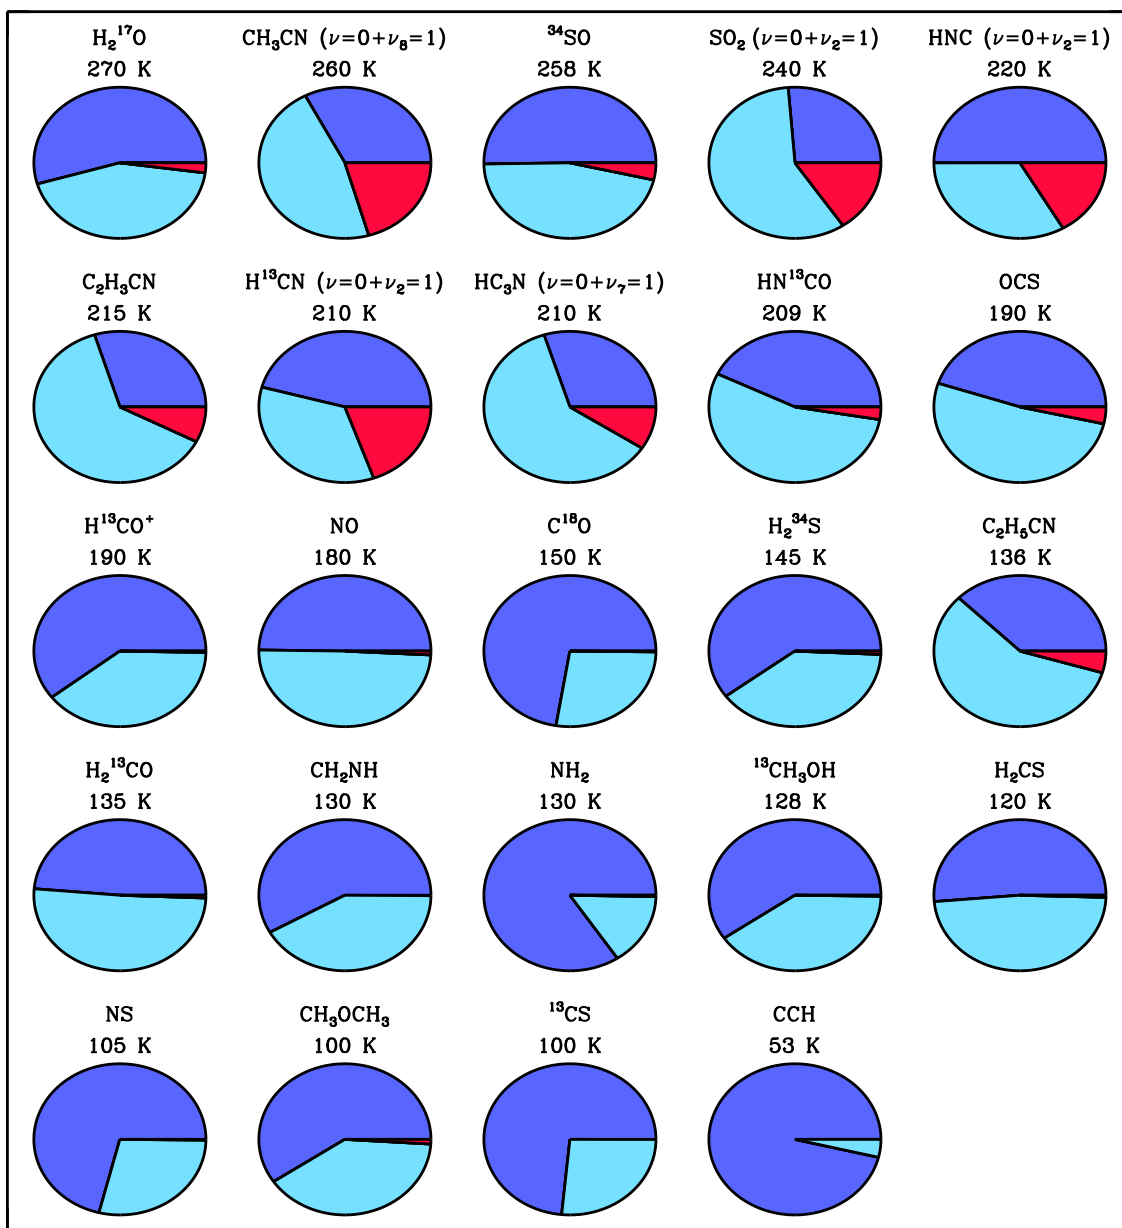 H₂¹⁷O
270 K
CH₃CN (ν=0+ν₈=1)
260 K
³⁴SO
258 K
SO₂ (ν=0+ν₂=1)
240 K
HNC (ν=0+ν₂=1)
220 K
C₂H₃CN
215 K
H¹³CN (ν=0+ν₂=1)
210 K
HC₃N (ν=0+ν₇=1)
210 K
HN¹³CO
209 K
OCS
190 K
H¹³CO⁺
190 K
NO
180 K
C¹⁸O
150 K
H₂³⁴S
145 K
C₂H₅CN
136 K
H₂¹³CO
135 K
CH₂NH
130 K
NH₂
130 K
¹³CH₃OH
128 K
H₂CS
120 K
NS
105 K
CH₃OCH₃
100 K
¹³CS
100 K
CCH
53 K